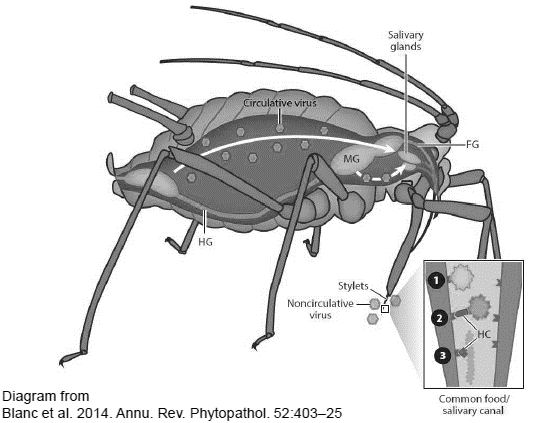 Salivary
glands
Circulative virus
FG
MG
HG
Stylets
Noncirculative
virus
1
2
HC
3
Common food/
salivary canal
Diagram from
Blanc et al. 2014. Annu. Rev. Phytopathol. 52:403–25